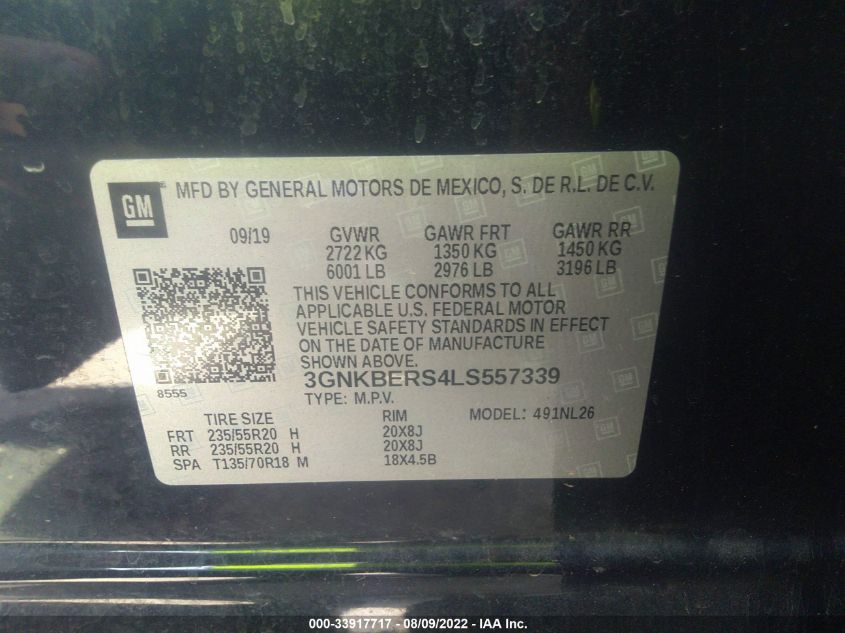 GM
MFD BY GENERAL MOTORS DE MEXICO, S. DE R.L. DE C.V.
09/19 GVWR GAWR FRT GAWR RR
2722 KG 1350 KG 1450 KG
6001 LB 2976 LB 3196 LB
THIS VEHICLE CONFORMS TO ALL
APPLICABLE U.S. FEDERAL MOTOR
VEHICLE SAFETY STANDARDS IN EFFECT
ON THE DATE OF MANUFACTURE
SHOWN ABOVE.
3GNKBERS4LS557339
8555 TYPE: M.P.V.
TIRE SIZE RIM MODEL: 491NL26
FRT 235/55R20 H 20X8J
RR 235/55R20 H 20X8J
SPA T135/70R18 M 18X4.5B
000-33917717 - 08/09/2022 - IAA Inc.